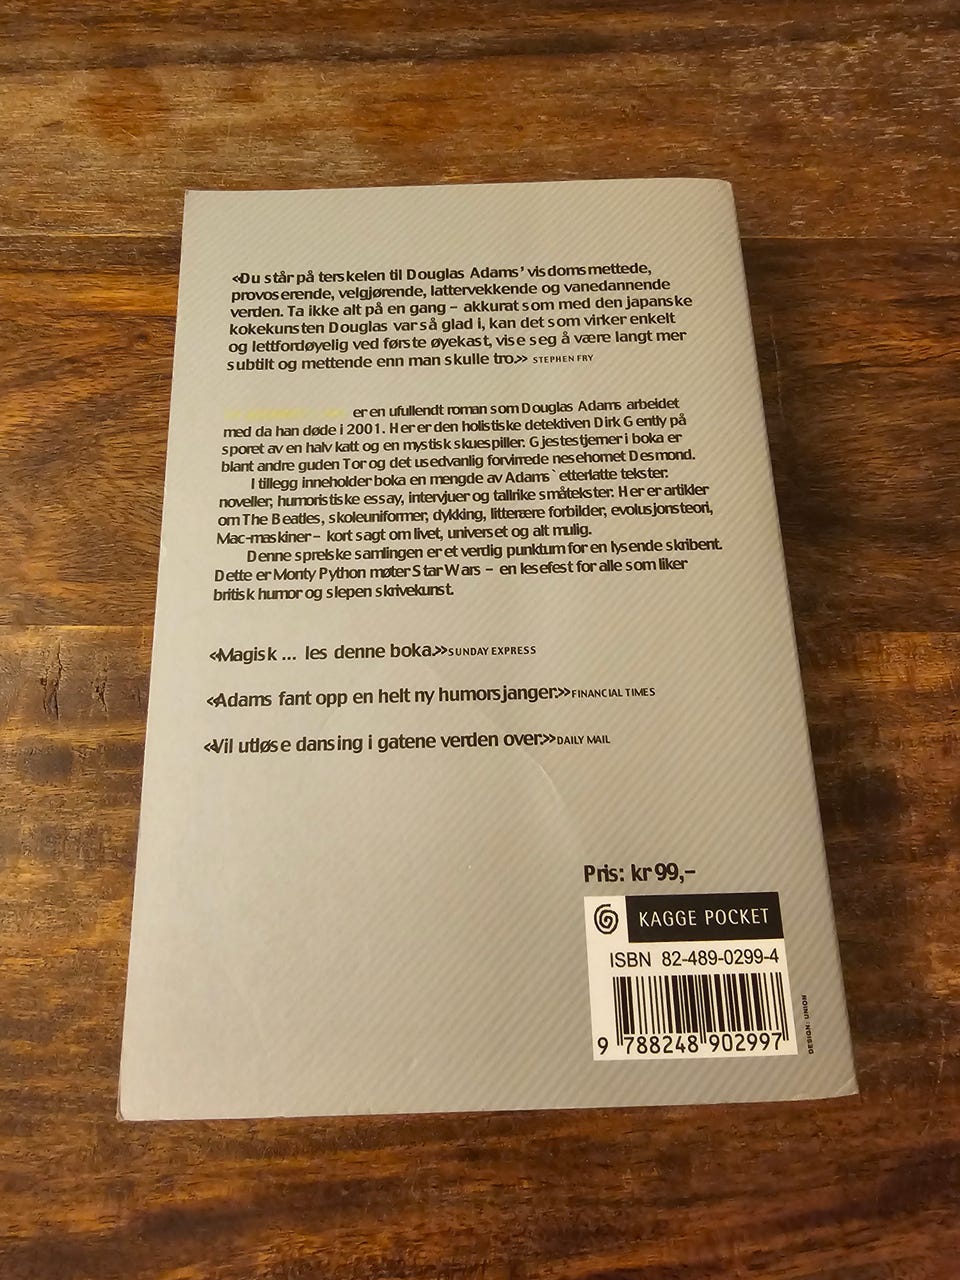 «Du står på terskelen til Douglas Adams’ visdomsmettede,
provoserende, velgjørende, lattervekkende og vanedannende
verden. Ta ikke alt på en gang – akkurat som med den japanske
kokekunsten Douglas var så glad i, kan det som virker enkelt
og lettfordøyelig ved første øyekast, vise seg å være langt mer
subtilt og mettende enn man skulle tro.» STEPHEN FRY
er en ufullendt roman som Douglas Adams arbeidet
med da han døde i 2001. Her er den holistiske detektiven Dirk Gently på
sporet av en halv katt og en mystisk skuespiller. Gjestestjerner i boka er
blant andre guden Tor og det usedvanlig forvirrede nesehornet Desmond.
I tillegg inneholder boka en mengde av Adams` etterlatte tekster:
noveller, humoristiske essay, intervjuer og tallrike småtekster. Her er artikler
om The Beatles, skoleuniformer, dykking, litterære forbilder, evolusjonsteori,
Mac-maskiner – kort sagt om livet, universet og alt mulig.
Denne sprelske samlingen er et verdig punktum for en lysende skribent.
Dette er Monty Python møter Star Wars – en lesefest for alle som liker
britisk humor og slepen skrivekunst.
«Magisk ... les denne boka.» SUNDAY EXPRESS
«Adams fant opp en helt ny humorsjanger.» FINANCIAL TIMES
«Vil utløse dansing i gatene verden over.» DAILY MAIL
Pris: kr 99,–
KAGGE POCKET
ISBN 82-489-0299-4
9 788248 902997
DESIGN: UNION